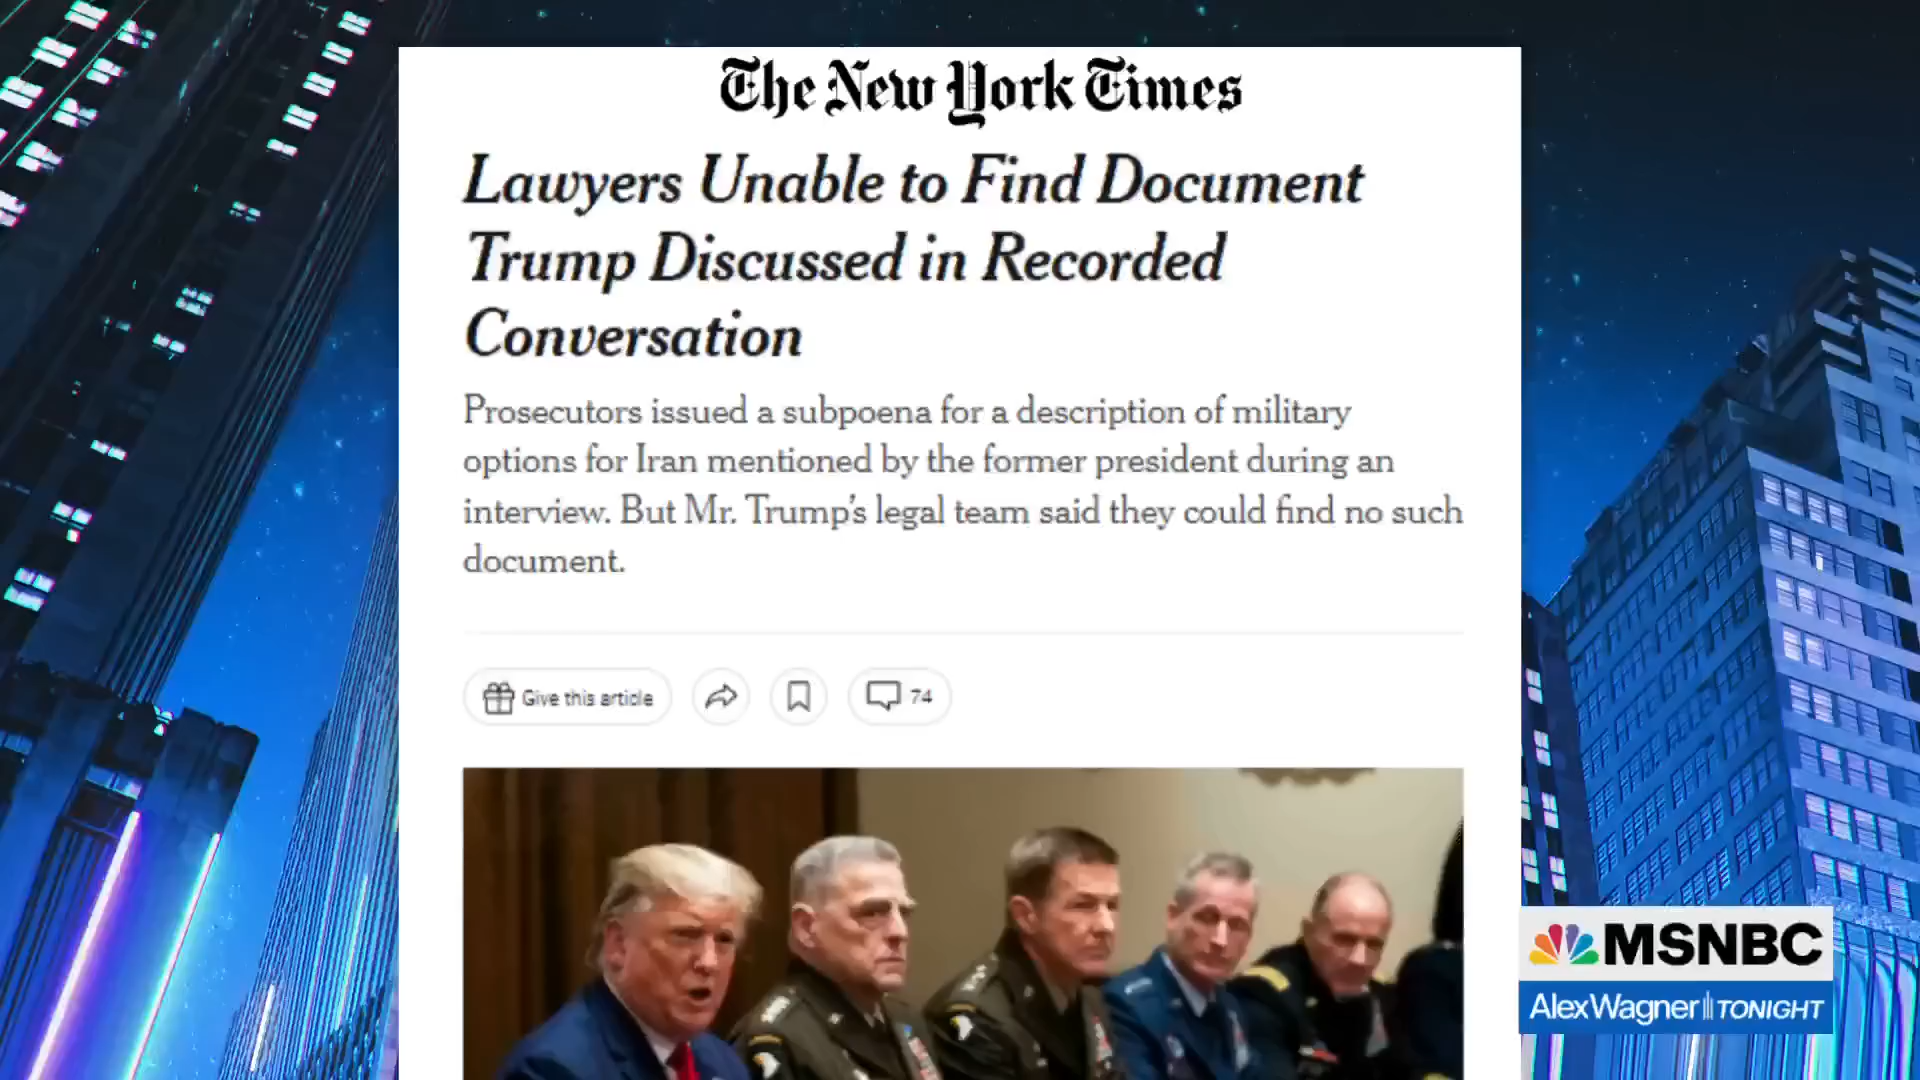 The New York Times
Lawyers Unable to Find Document
Trump Discussed in Recorded
Conversation
Prosecutors issued a subpoena for a description of military
options for Iran mentioned by the former president during an
interview. But Mr. Trump's legal team said they could find no such
document.
Give this article
74
MSNBC
Alex Wagner TONIGHT